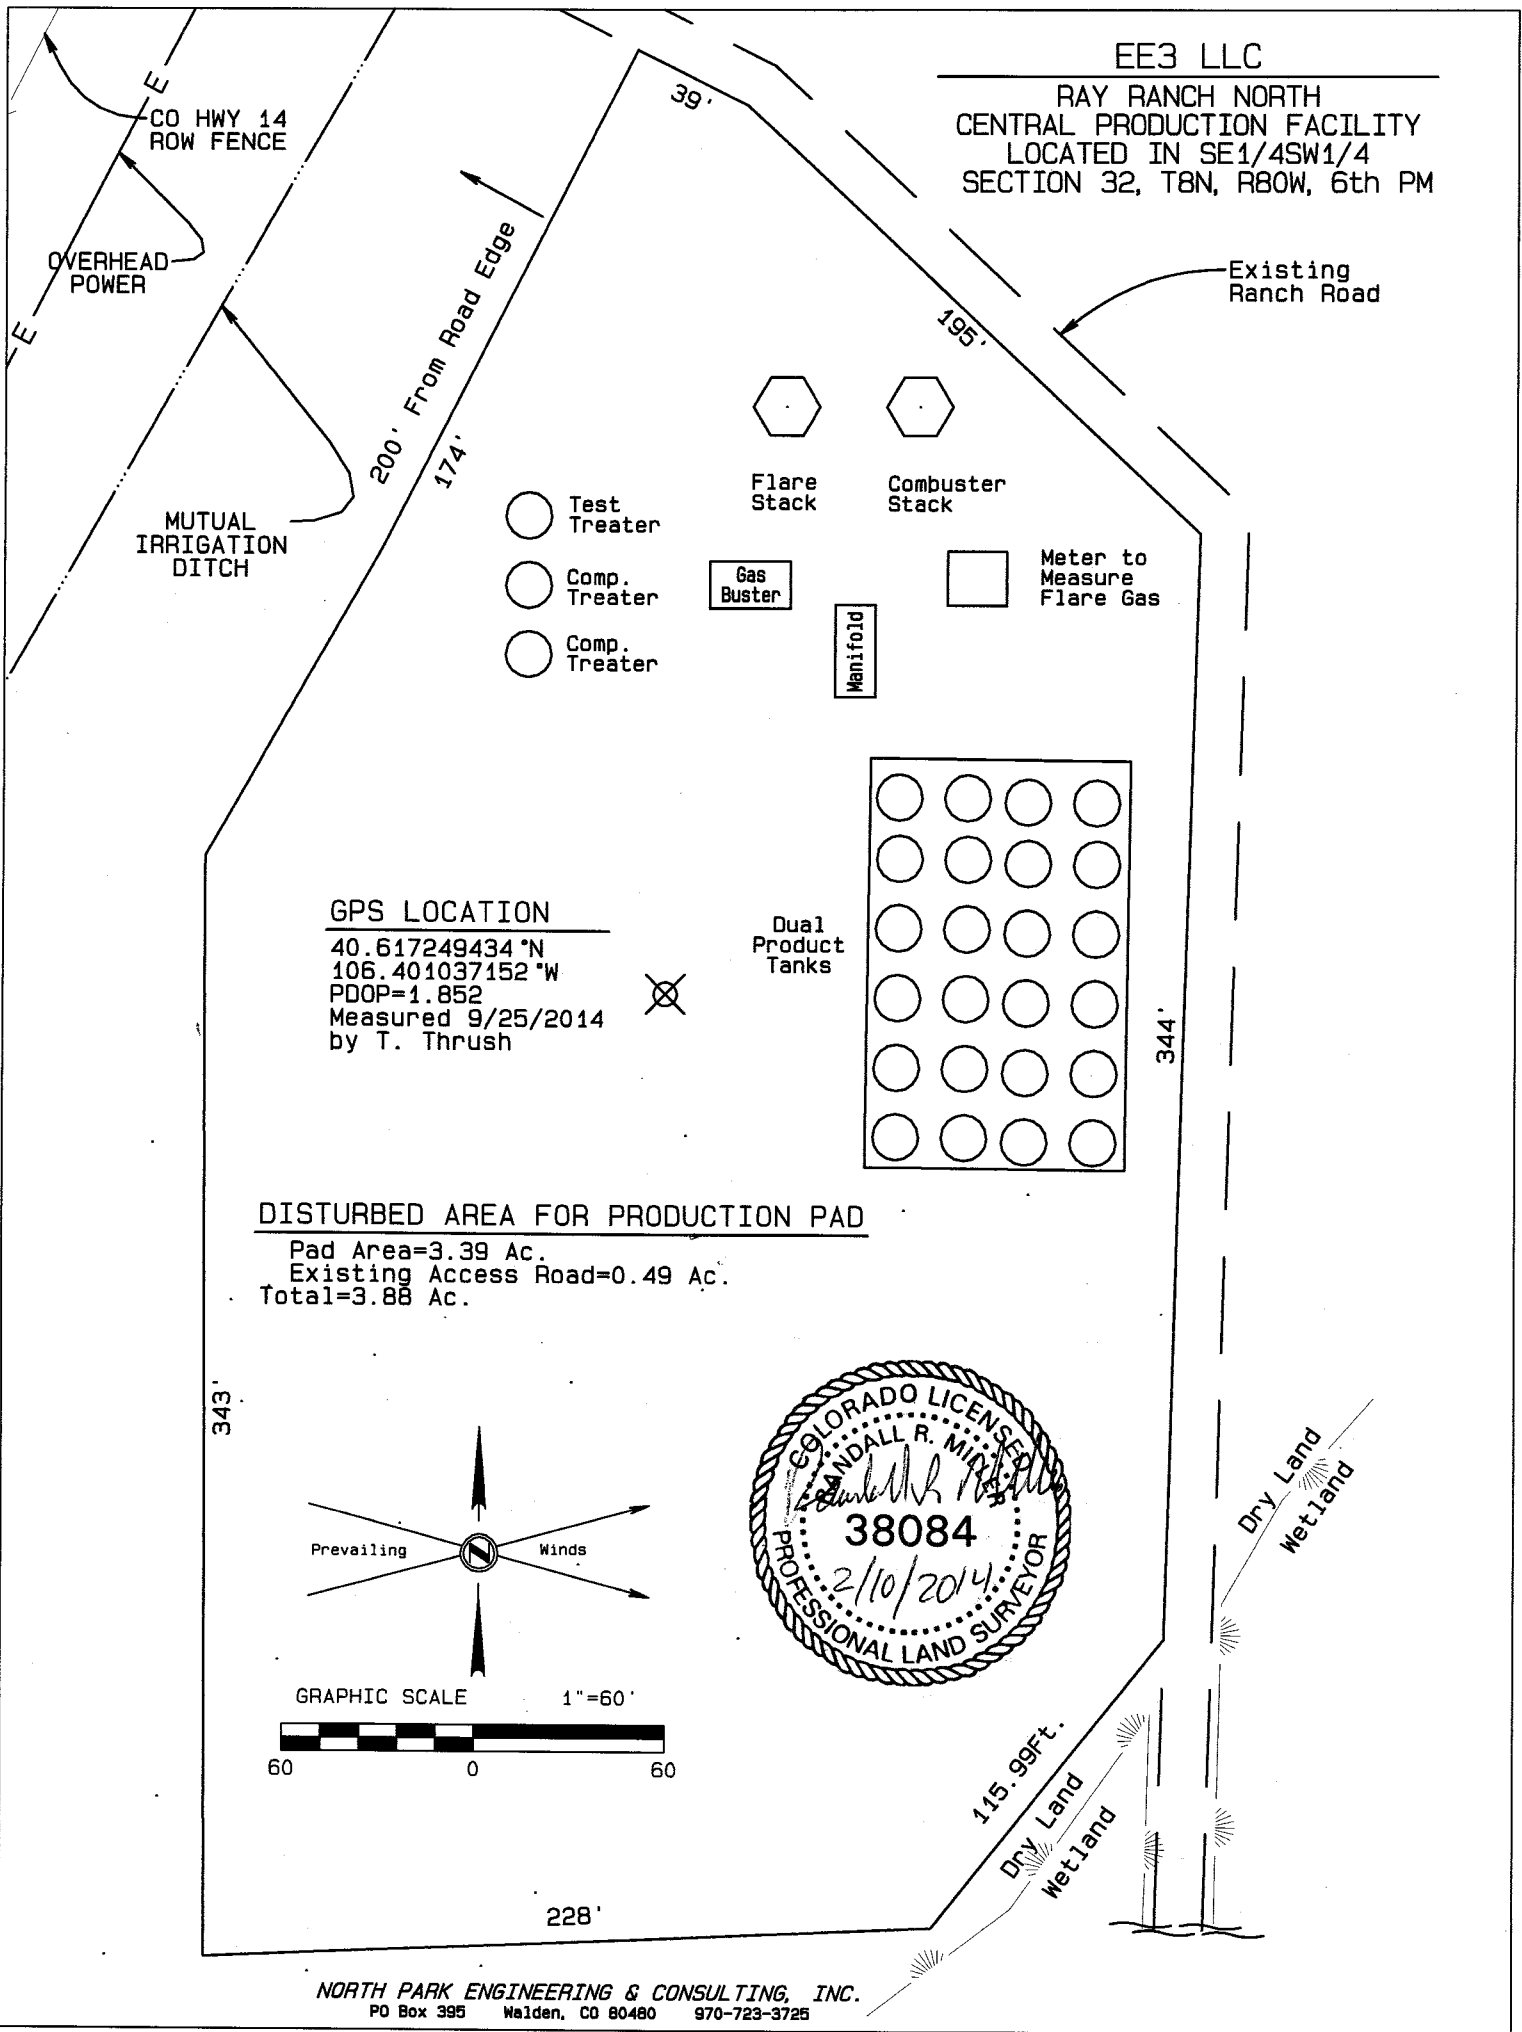 EE3 LLC
RAY RANCH NORTH
CENTRAL PRODUCTION FACILITY
LOCATED IN SE1/4SW1/4
SECTION 32, T8N, R80W, 6th PM
E
CO HWY 14
ROW FENCE
39'
OVERHEAD
POWER
E
200' From Road Edge
174'
Existing
Ranch Road
195'
MUTUAL
IRRIGATION
DITCH
Flare
Stack
Combuster
Stack
Test
Treater
Comp.
Treater
Comp.
Treater
Gas
Buster
Manifold
Meter to
Measure
Flare Gas
GPS LOCATION
40.617249434°N
106.401037152°W
PDOP=1.852
Measured 9/25/2014
by T. Thrush
Dual
Product
Tanks
344'
DISTURBED AREA FOR PRODUCTION PAD
Pad Area=3.39 Ac.
Existing Access Road=0.49 Ac.
Total=3.88 Ac.
343'
Prevailing
N
Winds
COLORADO LICENSED
RANDALL R. MILLER
38084
2/10/2014
PROFESSIONAL LAND SURVEYOR
Dry Land
Wetland
GRAPHIC SCALE 1"=60'
60 0 60
115.99Ft.
Dry Land
Wetland
228'
NORTH PARK ENGINEERING & CONSULTING, INC.
PO Box 395 Walden, CO 80480 970-723-3725